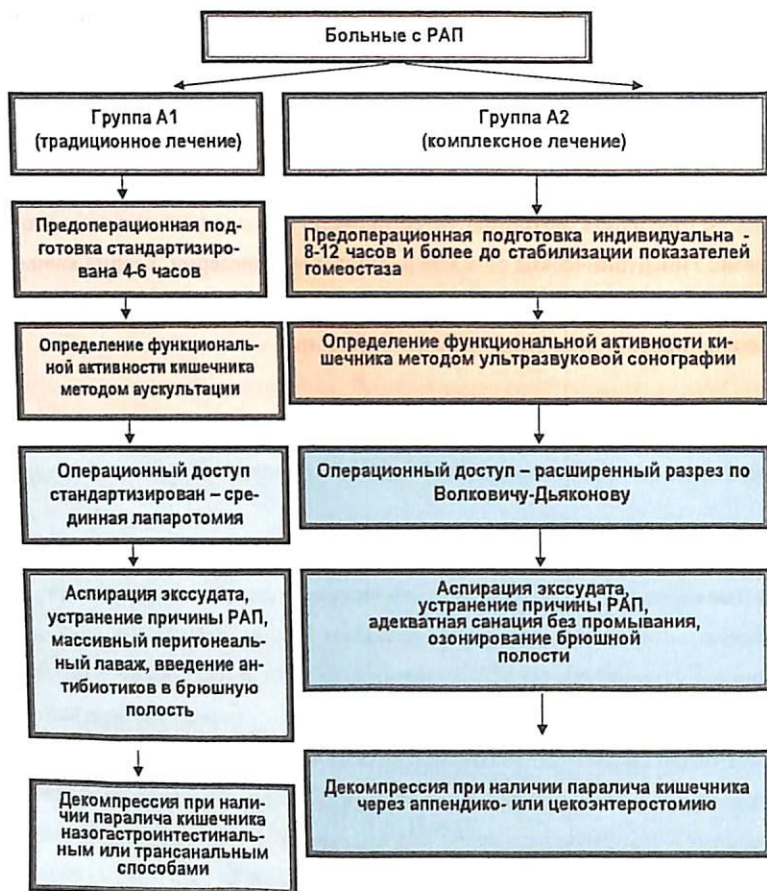 Больные с РАП
Группа А1
(традиционное лечение)
Группа А2
(комплексное лечение)
Предоперационная под-
готовка стандартизиро-
вана 4-6 часов
Предоперационная подготовка индивидуальна -
8-12 часов и более до стабилизации показателей
гомеостаза
Определение функциональ-
ной активности кишечника
методом аускультации
Определение функциональной активности ки-
шечника методом ультразвуковой сонографии
Операционный доступ
стандартизирован – сре-
динная лапаротомия
Операционный доступ – расширенный разрез по
Волковичу-Дьяконову
Аспирация экссудата,
устранение причины РАП,
массивный перитонеаль-
ный лаваж, введение ан-
тибиотиков в брюшную
полость
Аспирация экссудата,
устранение причины РАП,
адекватная санация без промывания,
озонирование брюшной
полости
Декомпрессия при нали-
чии паралича кишечника
назогастроинтестиналь-
ным или трансанальным
способами
Декомпрессия при наличии паралича кишечника
через аппендико- или цекоэнтеростомию